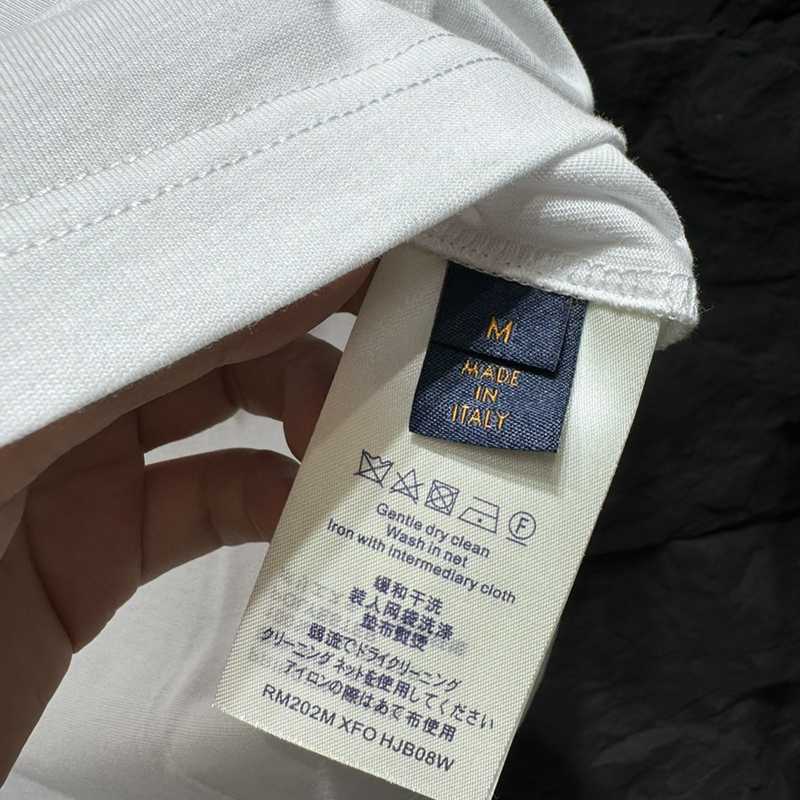 M
MADE
IN
ITALY
Gentle dry clean
Wash in net
Iron with intermediary cloth
缓和干洗
装入网袋洗涤
垫布熨烫
弱流でドライクリーニング
クリーニング ネットを使用してください
アイロンの際はあて布使用
RM202M XFO HJB08W